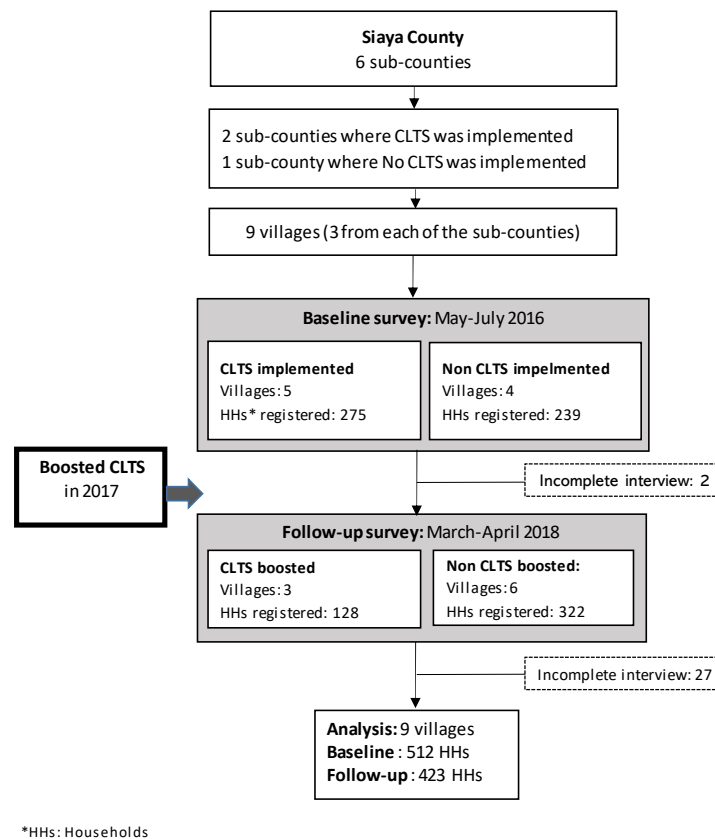 Siaya County
6 sub-counties
2 sub-counties where CLTS was implemented
1 sub-county where No CLTS was implemented
9 villages (3 from each of the sub-counties)
Baseline survey: May-July 2016
CLTS implemented
Villages: 5
HHs* registered: 275
Non CLTS impelmented
Villages: 4
HHs registered: 239
Boosted CLTS
in 2017
Incomplete interview: 2
Follow-up survey: March-April 2018
CLTS boosted
Villages: 3
HHs registered: 128
Non CLTS boosted:
Villages: 6
HHs registered: 322
Incomplete interview: 27
Analysis: 9 villages
Baseline : 512 HHs
Follow-up : 423 HHs
*HHs: Households